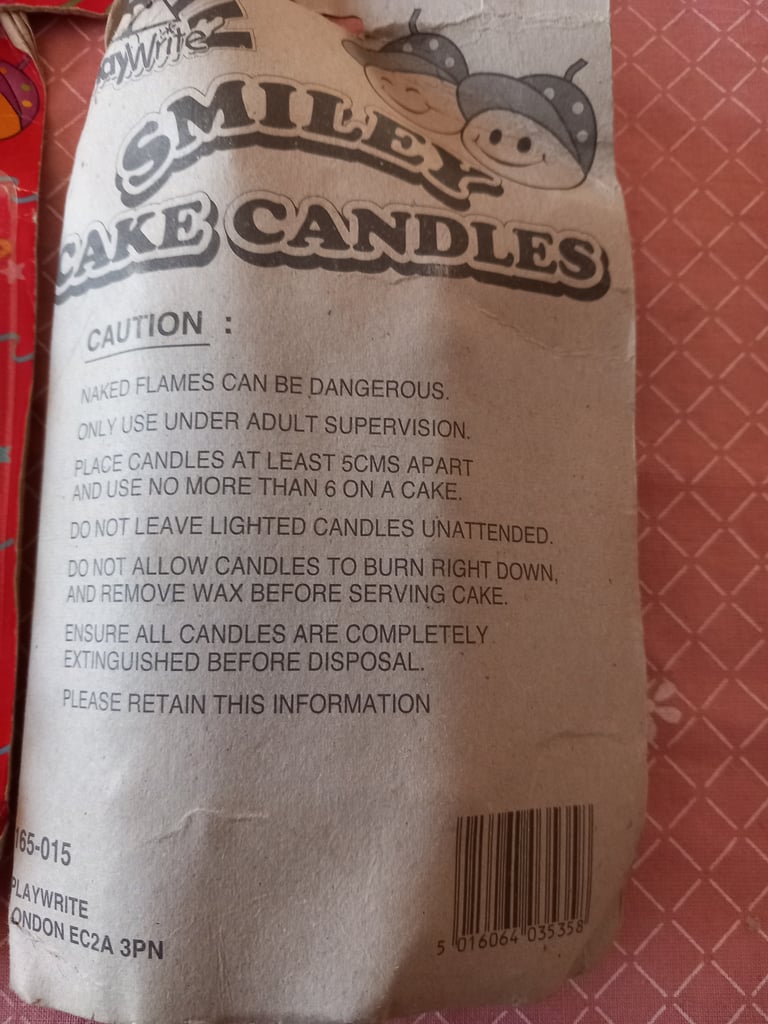 ayWrite
SMILEY
CAKE CANDLES
CAUTION :
NAKED FLAMES CAN BE DANGEROUS.
ONLY USE UNDER ADULT SUPERVISION.
PLACE CANDLES AT LEAST 5CMS APART
AND USE NO MORE THAN 6 ON A CAKE.
DO NOT LEAVE LIGHTED CANDLES UNATTENDED.
DO NOT ALLOW CANDLES TO BURN RIGHT DOWN,
AND REMOVE WAX BEFORE SERVING CAKE.
ENSURE ALL CANDLES ARE COMPLETELY
EXTINGUISHED BEFORE DISPOSAL.
PLEASE RETAIN THIS INFORMATION
165-015
PLAYWRITE
ONDON EC2A 3PN
5 016064 035358